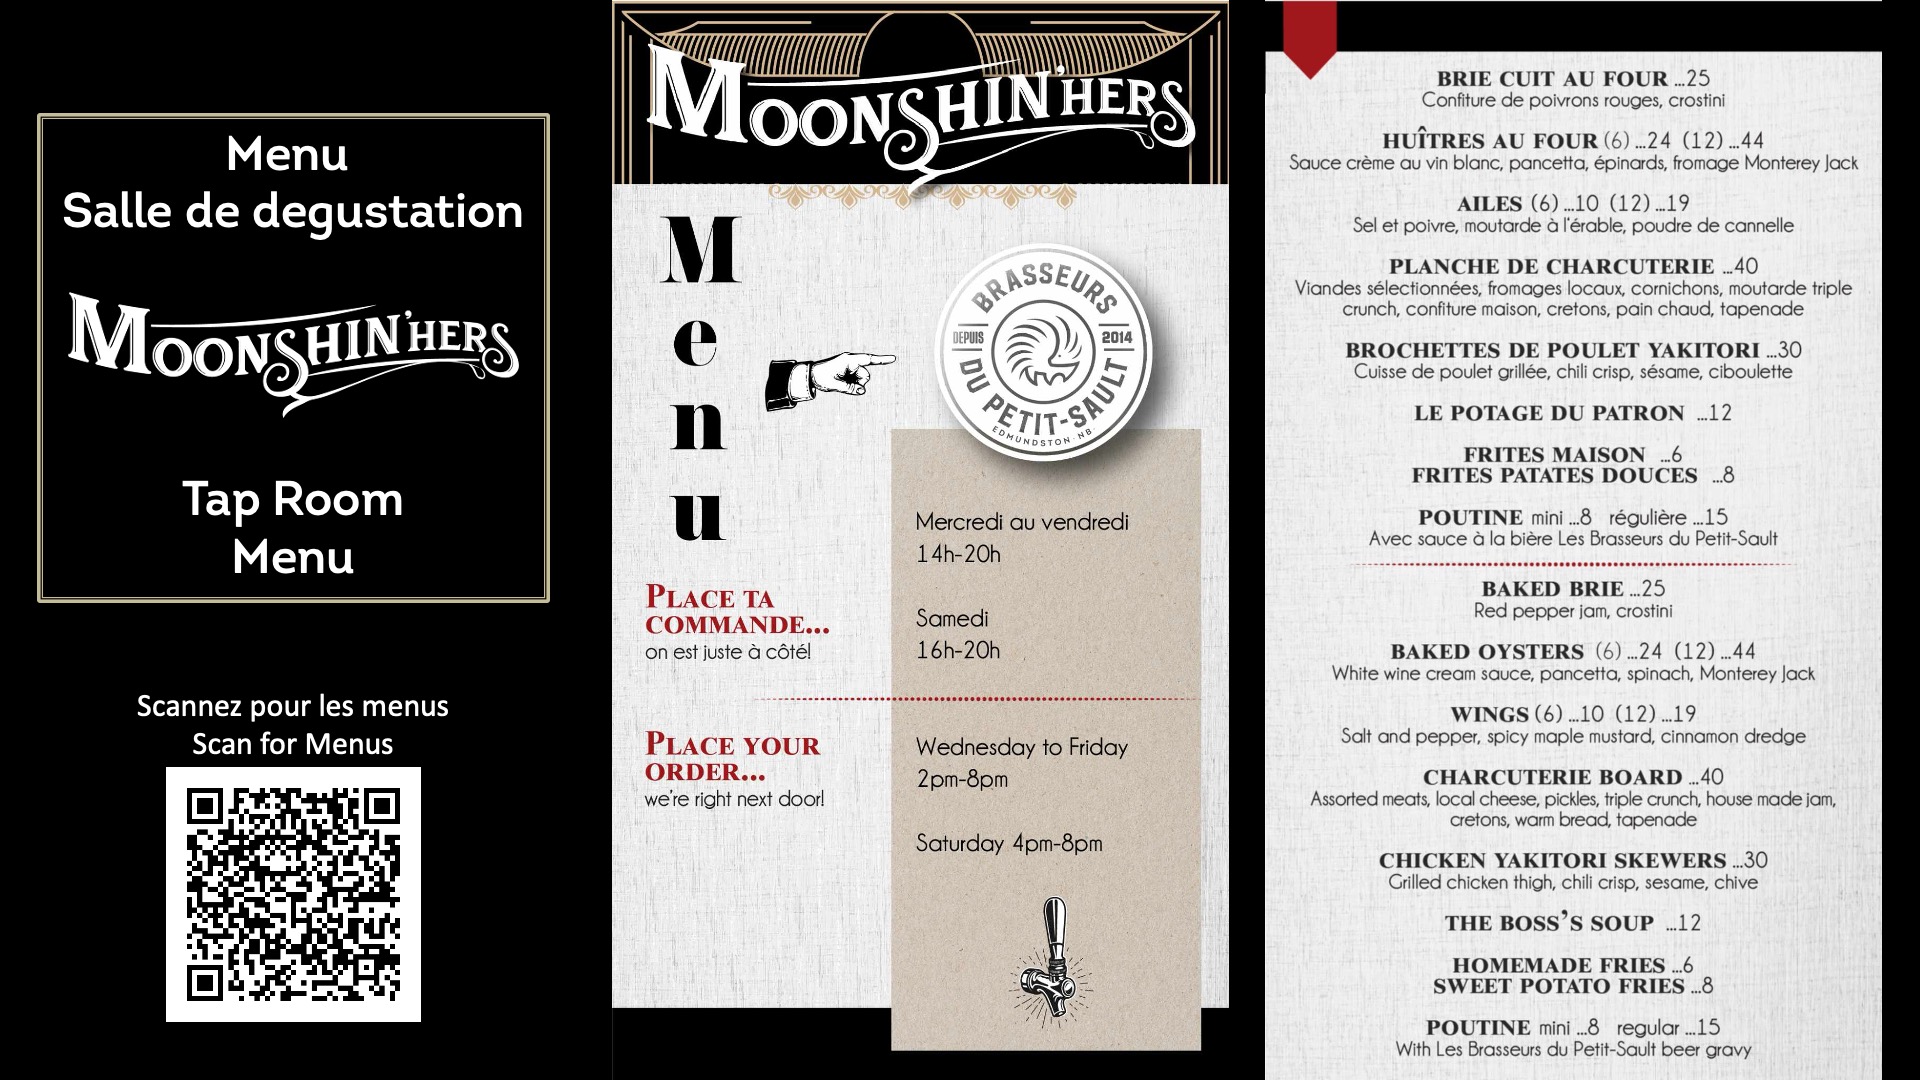 Menu
Salle de degustation
MOONSHIN'HERS
Tap Room
Menu
Scannez pour les menus
Scan for Menus
MOONSHIN'HERS
Menu
BRASSEURS
DEPUIS 2014
DU PETIT-SAULT
EDMUNDSTON·NB
PLACE TA
COMMANDE...
on est juste à côté!
PLACE YOUR
ORDER...
we're right next door!
Mercredi au vendredi
14h-20h
Samedi
16h-20h
Wednesday to Friday
2pm-8pm
Saturday 4pm-8pm
BRIE CUIT AU FOUR ...25
Confiture de poivrons rouges, crostini
HUÎTRES AU FOUR (6) ...24 (12) ...44
Sauce crème au vin blanc, pancetta, épinards, fromage Monterey Jack
AILES (6) ...10 (12) ...19
Sel et poivre, moutarde à l'érable, poudre de cannelle
PLANCHE DE CHARCUTERIE ...40
Viandes sélectionnées, fromages locaux, cornichons, moutarde triple
crunch, confiture maison, cretons, pain chaud, tapenade
BROCHETTES DE POULET YAKITORI ...30
Cuisse de poulet grillée, chili crisp, sésame, ciboulette
LE POTAGE DU PATRON ...12
FRITES MAISON ...6
FRITES PATATES DOUCES ...8
POUTINE mini ...8 régulière ...15
Avec sauce à la bière Les Brasseurs du Petit-Sault
BAKED BRIE ...25
Red pepper jam, crostini
BAKED OYSTERS (6) ...24 (12) ...44
White wine cream sauce, pancetta, spinach, Monterey Jack
WINGS (6) ...10 (12) ...19
Salt and pepper, spicy maple mustard, cinnamon dredge
CHARCUTERIE BOARD ...40
Assorted meats, local cheese, pickles, triple crunch, house made jam,
cretons, warm bread, tapenade
CHICKEN YAKITORI SKEWERS ...30
Grilled chicken thigh, chili crisp, sesame, chive
THE BOSS'S SOUP ...12
HOMEMADE FRIES ...6
SWEET POTATO FRIES ...8
POUTINE mini ...8 regular ...15
With Les Brasseurs du Petit-Sault beer gravy